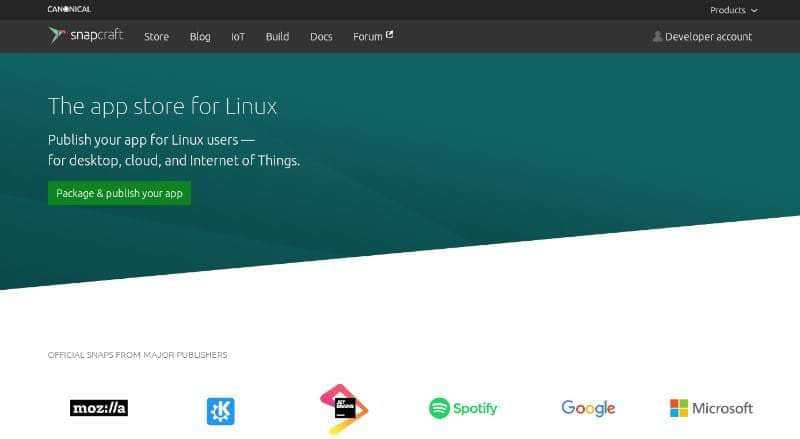 CANONICAL
Products
snapcraft
Store
Blog
IoT
Build
Docs
Forum
Developer account
The app store for Linux
Publish your app for Linux users —
for desktop, cloud, and Internet of Things.
Package & publish your app
OFFICIAL SNAPS FROM MAJOR PUBLISHERS
moz://a
K
JET
BRAINS
Spotify
Google
Microsoft